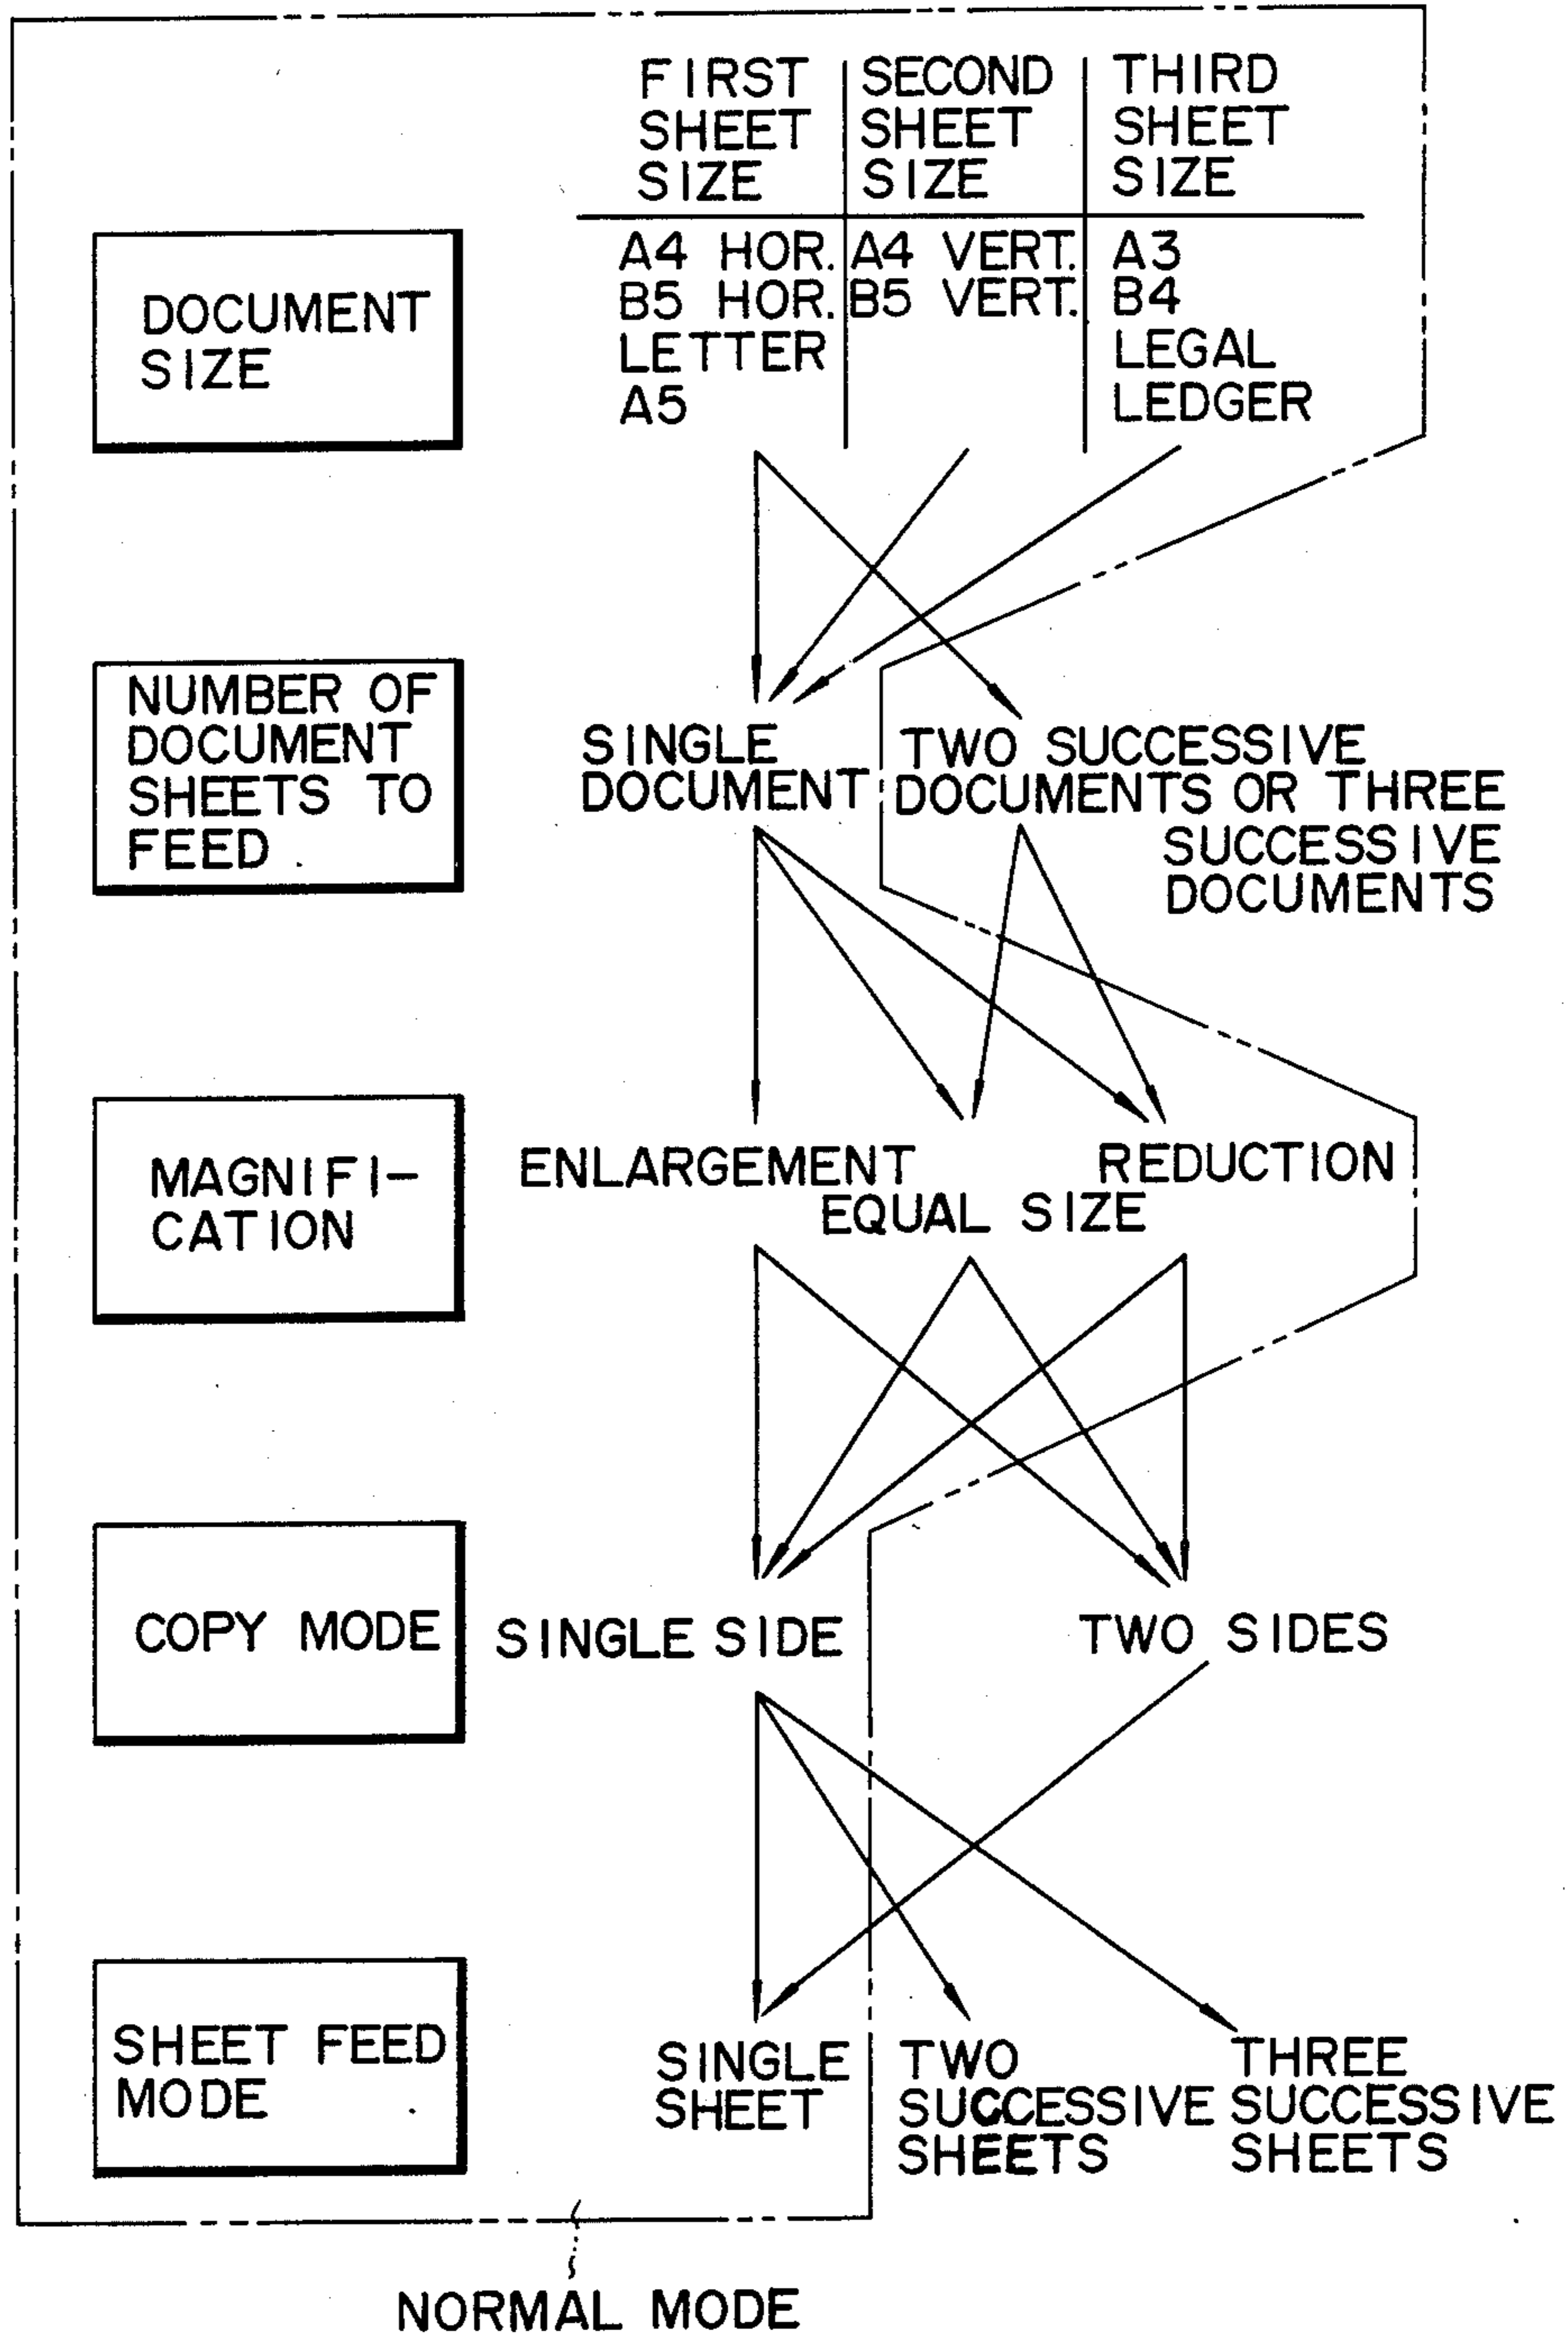 FIRST SHEET SIZE
SECOND SHEET SIZE
THIRD SHEET SIZE
DOCUMENT
SIZE
A4 HOR.
B5 HOR.
LETTER
A5
A4 VERT.
B5 VERT.
A3
B4
LEGAL
LEDGER
NUMBER OF
DOCUMENT
SHEETS TO
FEED
SINGLE
DOCUMENT
TWO SUCCESSIVE
DOCUMENTS OR THREE
SUCCESSIVE
DOCUMENTS
MAGNIFI-
CATION
ENLARGEMENT
EQUAL SIZE
REDUCTION
COPY MODE
SINGLE SIDE
TWO SIDES
SHEET FEED
MODE
SINGLE
SHEET
TWO
SUCCESSIVE
SHEETS
THREE
SUCCESSIVE
SHEETS
NORMAL MODE